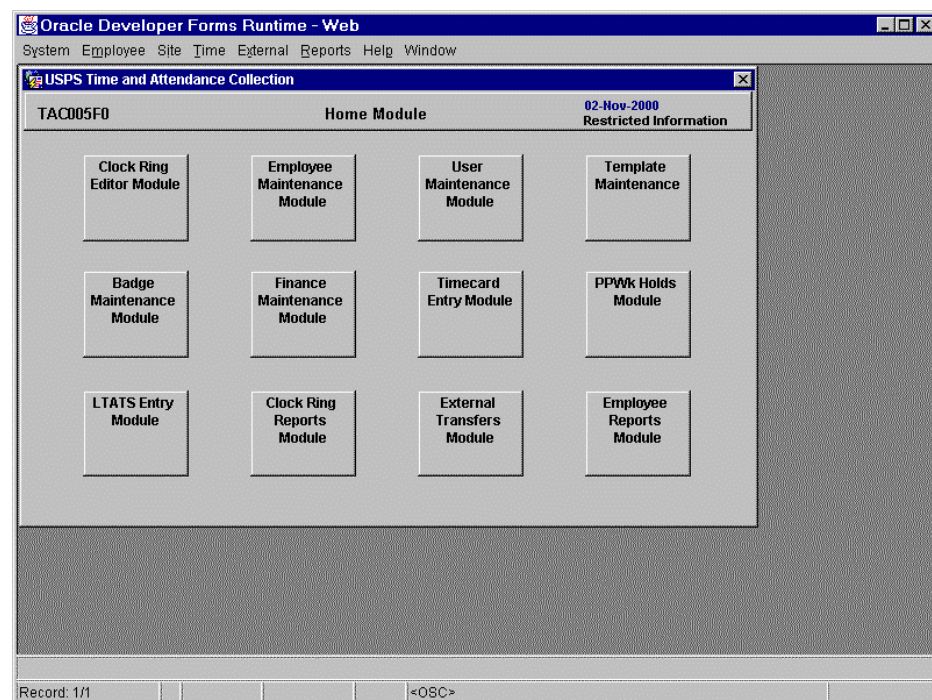 Oracle Developer Forms Runtime - Web
System Employee Site Time External Reports Help Window
USPS Time and Attendance Collection
TAC005F0 Home Module 02-Nov-2000
Restricted Information
Clock Ring
Editor Module
Employee
Maintenance
Module
User
Maintenance
Module
Template
Maintenance
Badge
Maintenance
Module
Finance
Maintenance
Module
Timecard
Entry Module
PPWk Holds
Module
LTATS Entry
Module
Clock Ring
Reports
Module
External
Transfers
Module
Employee
Reports
Module
Record: 1/1 <OSC>